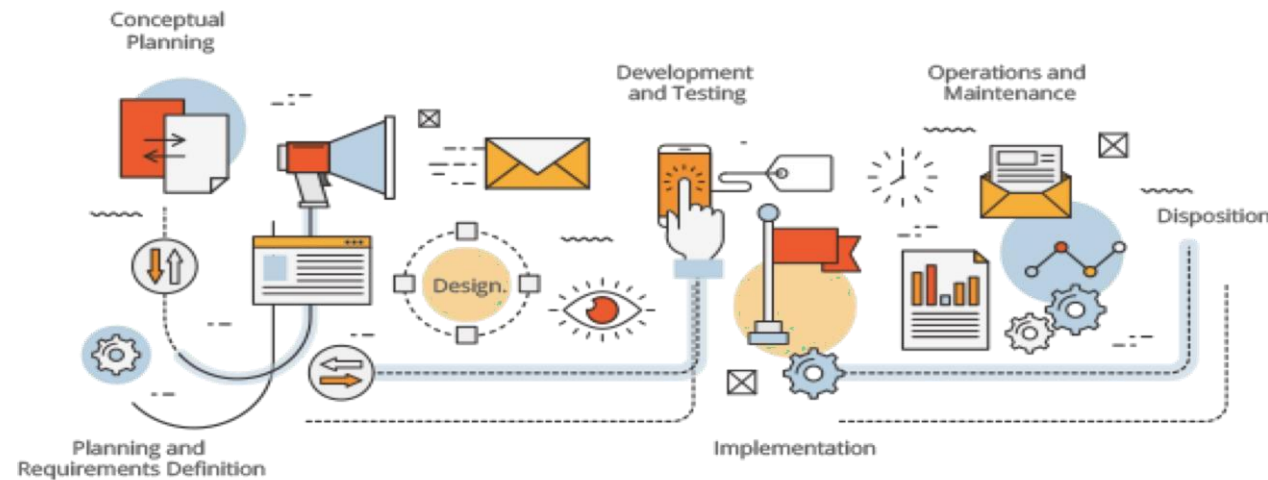 Conceptual
Planning
Planning and
Requirements Definition
Design.
Development
and Testing
Implementation
Operations and
Maintenance
Disposition